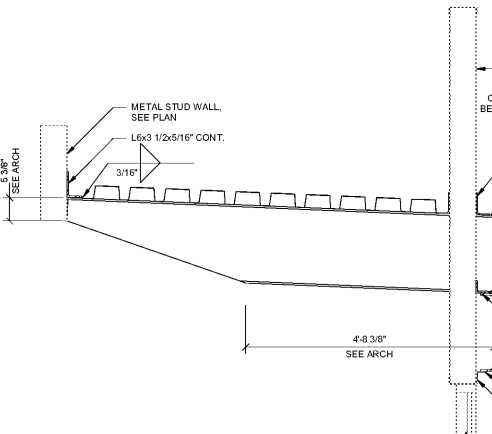 METAL STUD WALL,
SEE PLAN
L6x3 1/2x5/16" CONT.
3/16"
5 3/8"
SEE ARCH
4'-8 3/8"
SEE ARCH